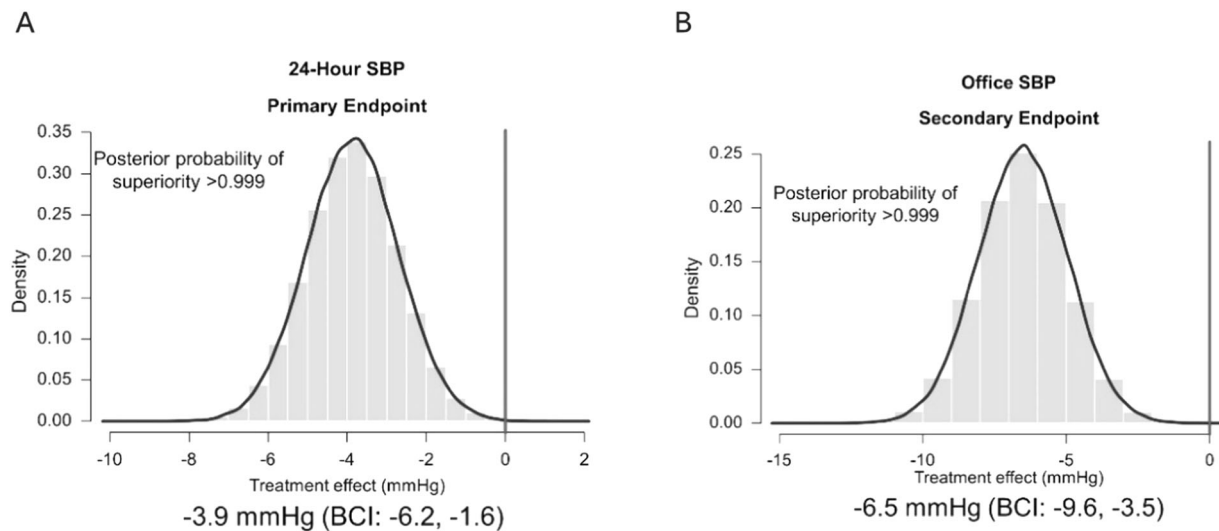 A
24-Hour SBP
Primary Endpoint
Posterior probability of
superiority >0.999
Density
0.35
0.30
0.25
0.20
0.15
0.10
0.05
0.00
-10
-8
-6
-4
-2
0
2
Treatment effect (mmHg)
-3.9 mmHg (BCI: -6.2, -1.6)
B
Office SBP
Secondary Endpoint
Posterior probability of
superiority >0.999
Density
0.25
0.20
0.15
0.10
0.05
0.00
-15
-10
-5
0
Treatment effect (mmHg)
-6.5 mmHg (BCI: -9.6, -3.5)